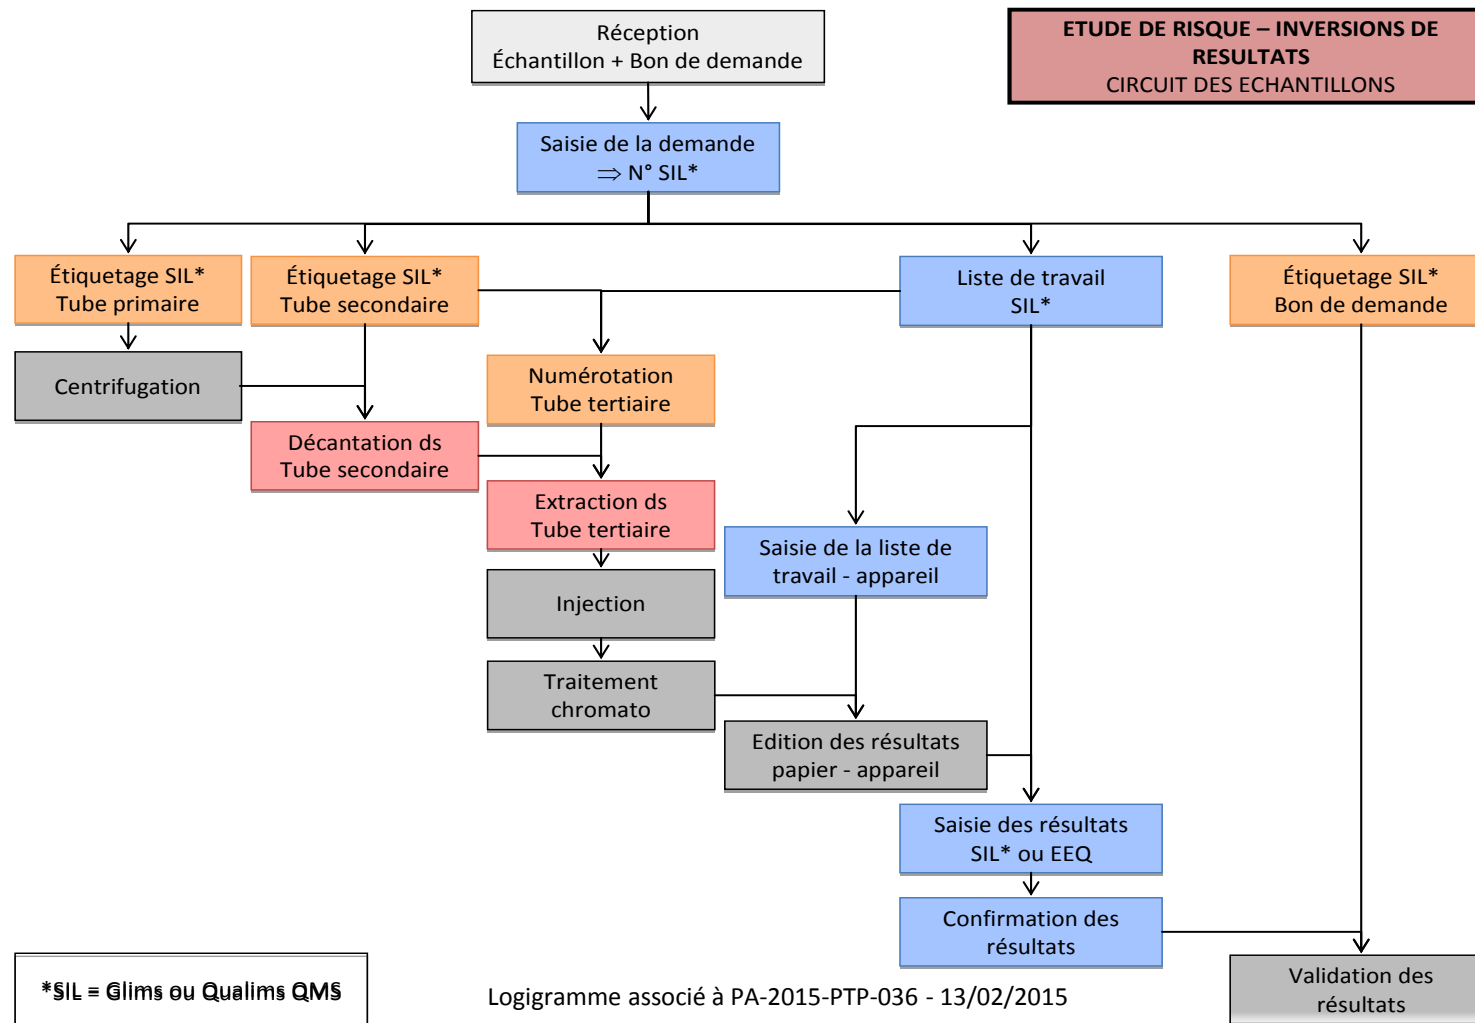 Réception
Échantillon + Bon de demande
ETUDE DE RISQUE – INVERSIONS DE
RESULTATS
CIRCUIT DES ECHANTILLONS
Saisie de la demande
⇒ N° SIL*
Étiquetage SIL*
Tube primaire
Étiquetage SIL*
Tube secondaire
Liste de travail
SIL*
Étiquetage SIL*
Bon de demande
Centrifugation
Numérotation
Tube tertiaire
Décantation ds
Tube secondaire
Extraction ds
Tube tertiaire
Saisie de la liste de
travail - appareil
Injection
Traitement
chromato
Edition des résultats
papier - appareil
Saisie des résultats
SIL* ou EEQ
Confirmation des
résultats
Validation des
résultats
*SIL = Glims ou Qualims QMS
Logigramme associé à PA-2015-PTP-036 - 13/02/2015